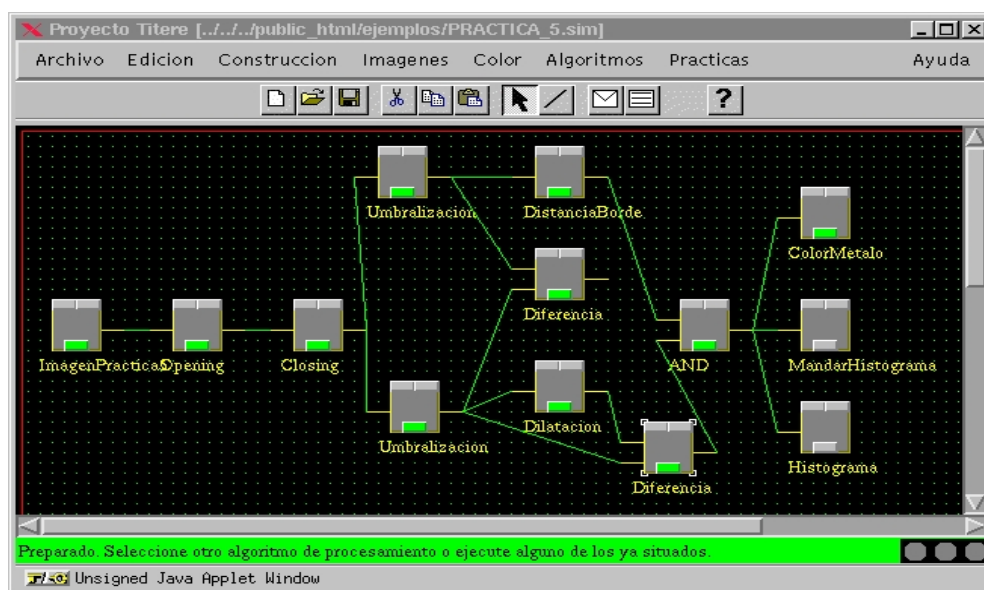 Proyecto Titere [../../../public_html/ejemplos/PRACTICA_5.sim]
Archivo Edicion Construccion Imagenes Color Algoritmos Practicas Ayuda
?
Umbralizacion DistanciaBorde
ColorMetalo
Diferencia
ImagenPractica5 Opening Closing AND MandarHistograma
Dilatacion
Umbralizacion
Histograma
Diferencia
Preparado. Seleccione otro algoritmo de procesamiento o ejecute alguno de los ya situados.
Unsigned Java Applet Window